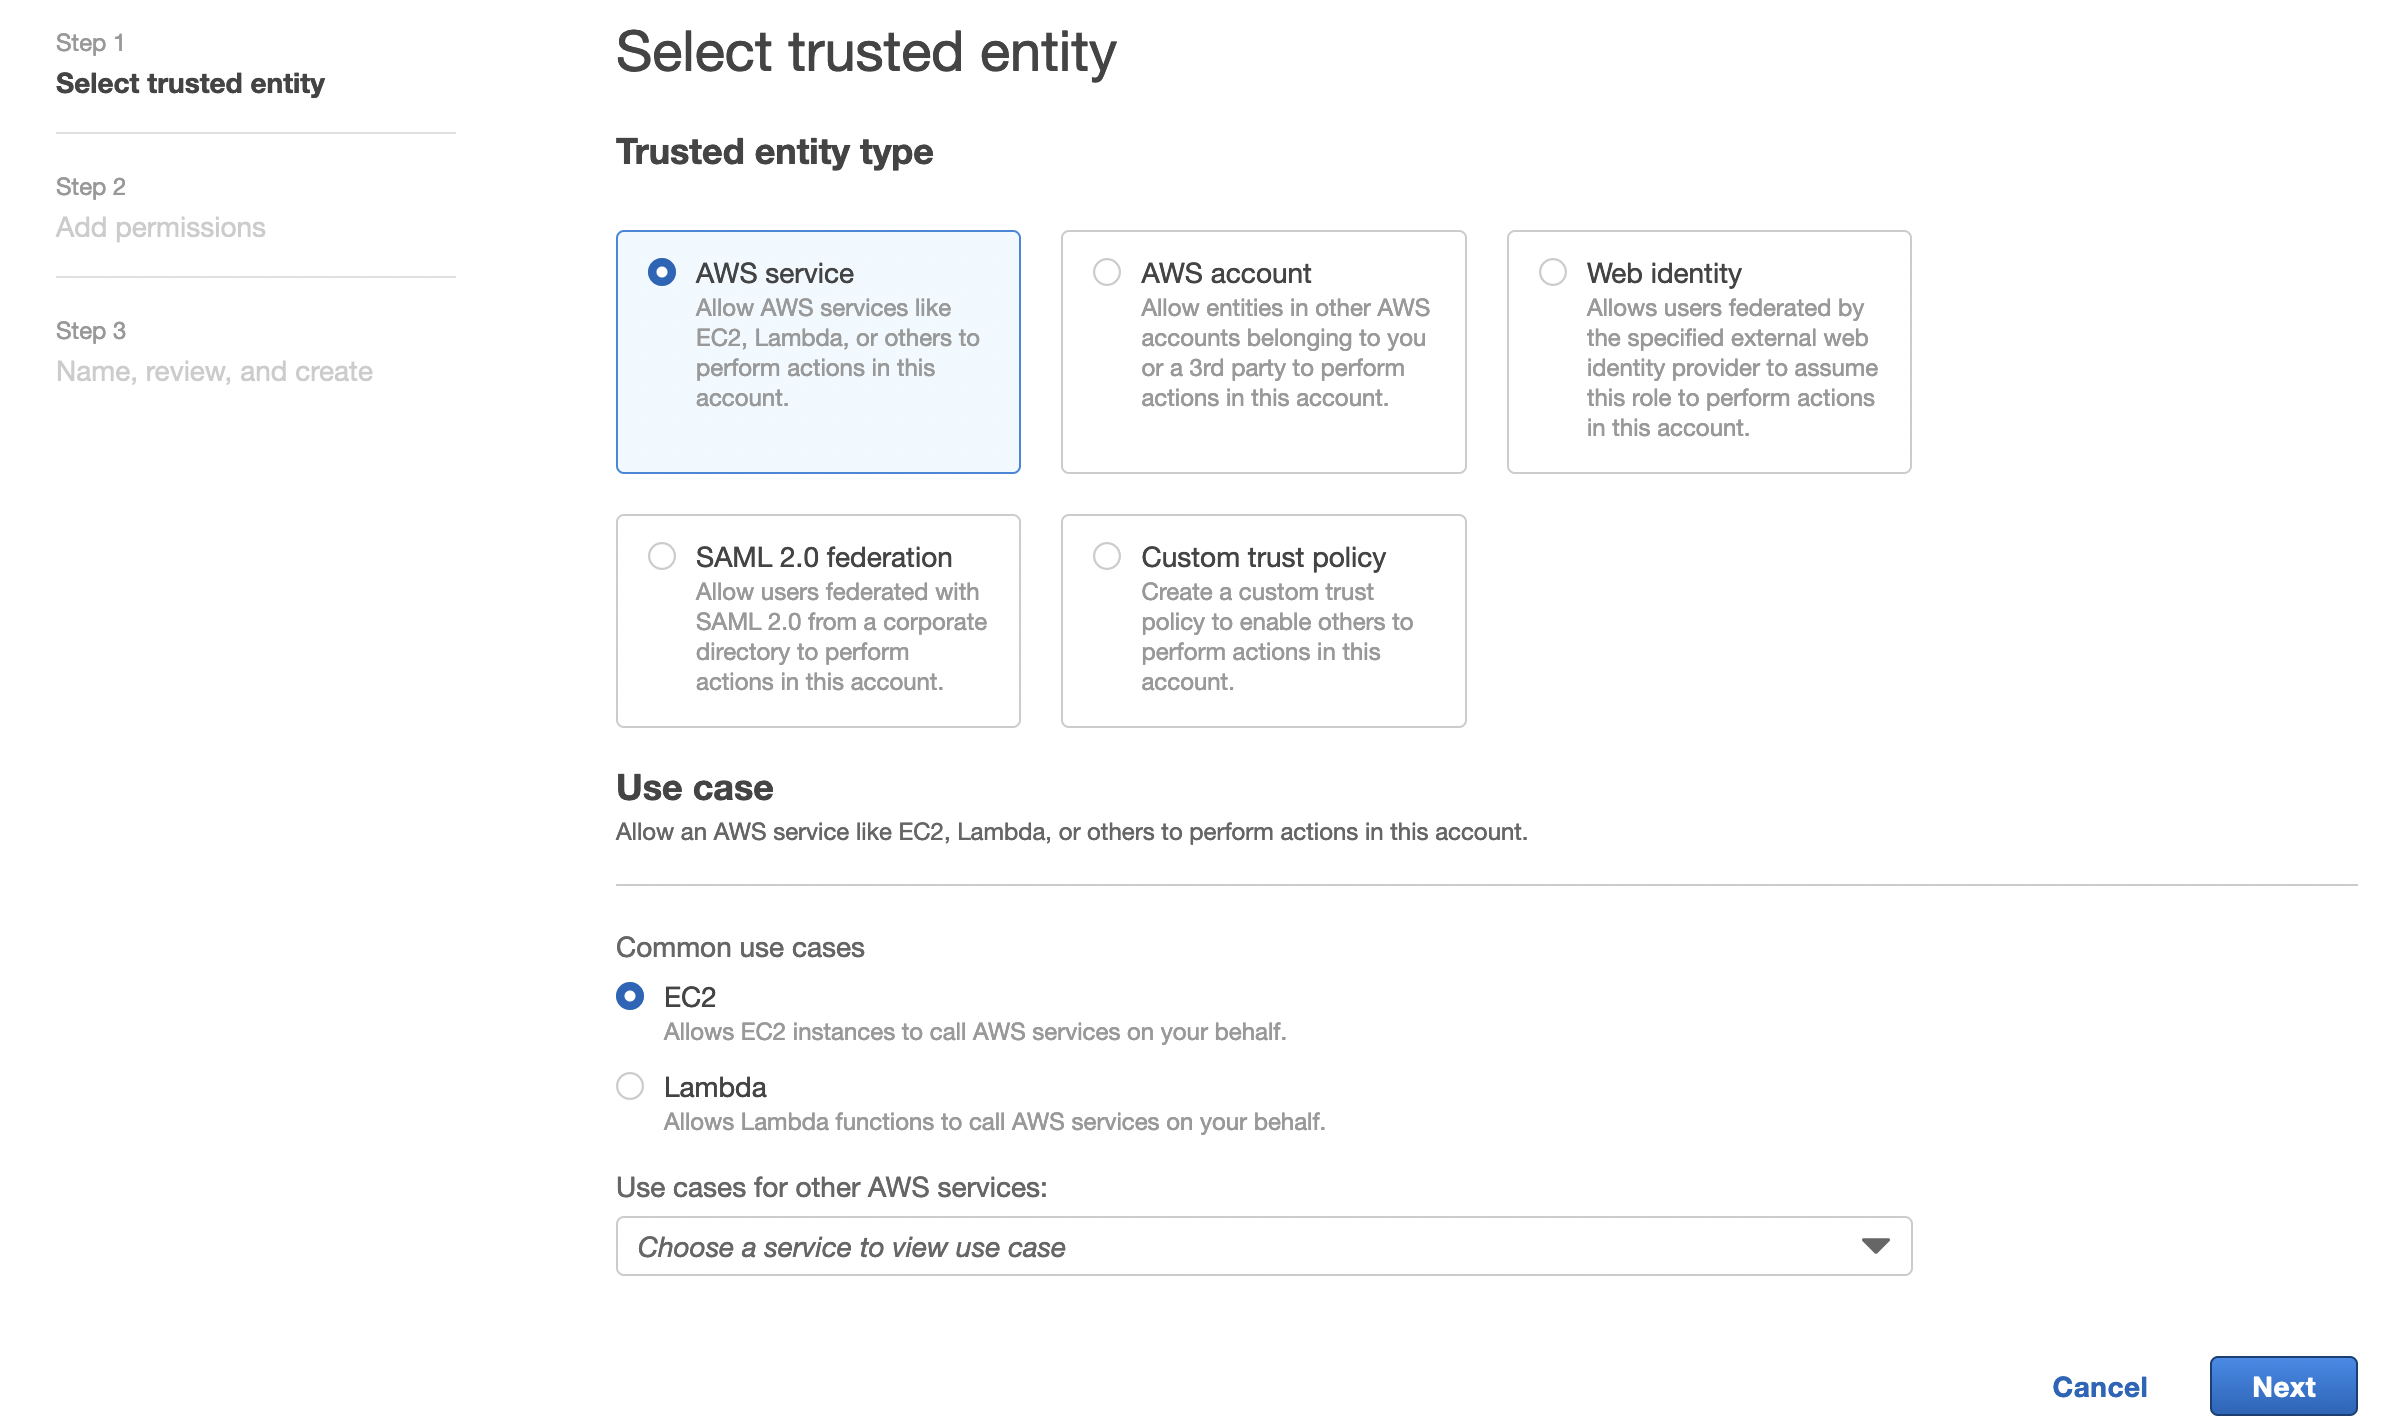 Step 1
Select trusted entity
Step 2
Add permissions
Step 3
Name, review, and create
Select trusted entity
Trusted entity type
AWS service
Allow AWS services like
EC2, Lambda, or others to
perform actions in this
account.
AWS account
Allow entities in other AWS
accounts belonging to you
or a 3rd party to perform
actions in this account.
Web identity
Allows users federated by
the specified external web
identity provider to assume
this role to perform actions
in this account.
SAML 2.0 federation
Allow users federated with
SAML 2.0 from a corporate
directory to perform
actions in this account.
Custom trust policy
Create a custom trust
policy to enable others to
perform actions in this
account.
Use case
Allow an AWS service like EC2, Lambda, or others to perform actions in this account.
Common use cases
EC2
Allows EC2 instances to call AWS services on your behalf.
Lambda
Allows Lambda functions to call AWS services on your behalf.
Use cases for other AWS services:
Choose a service to view use case
Cancel
Next